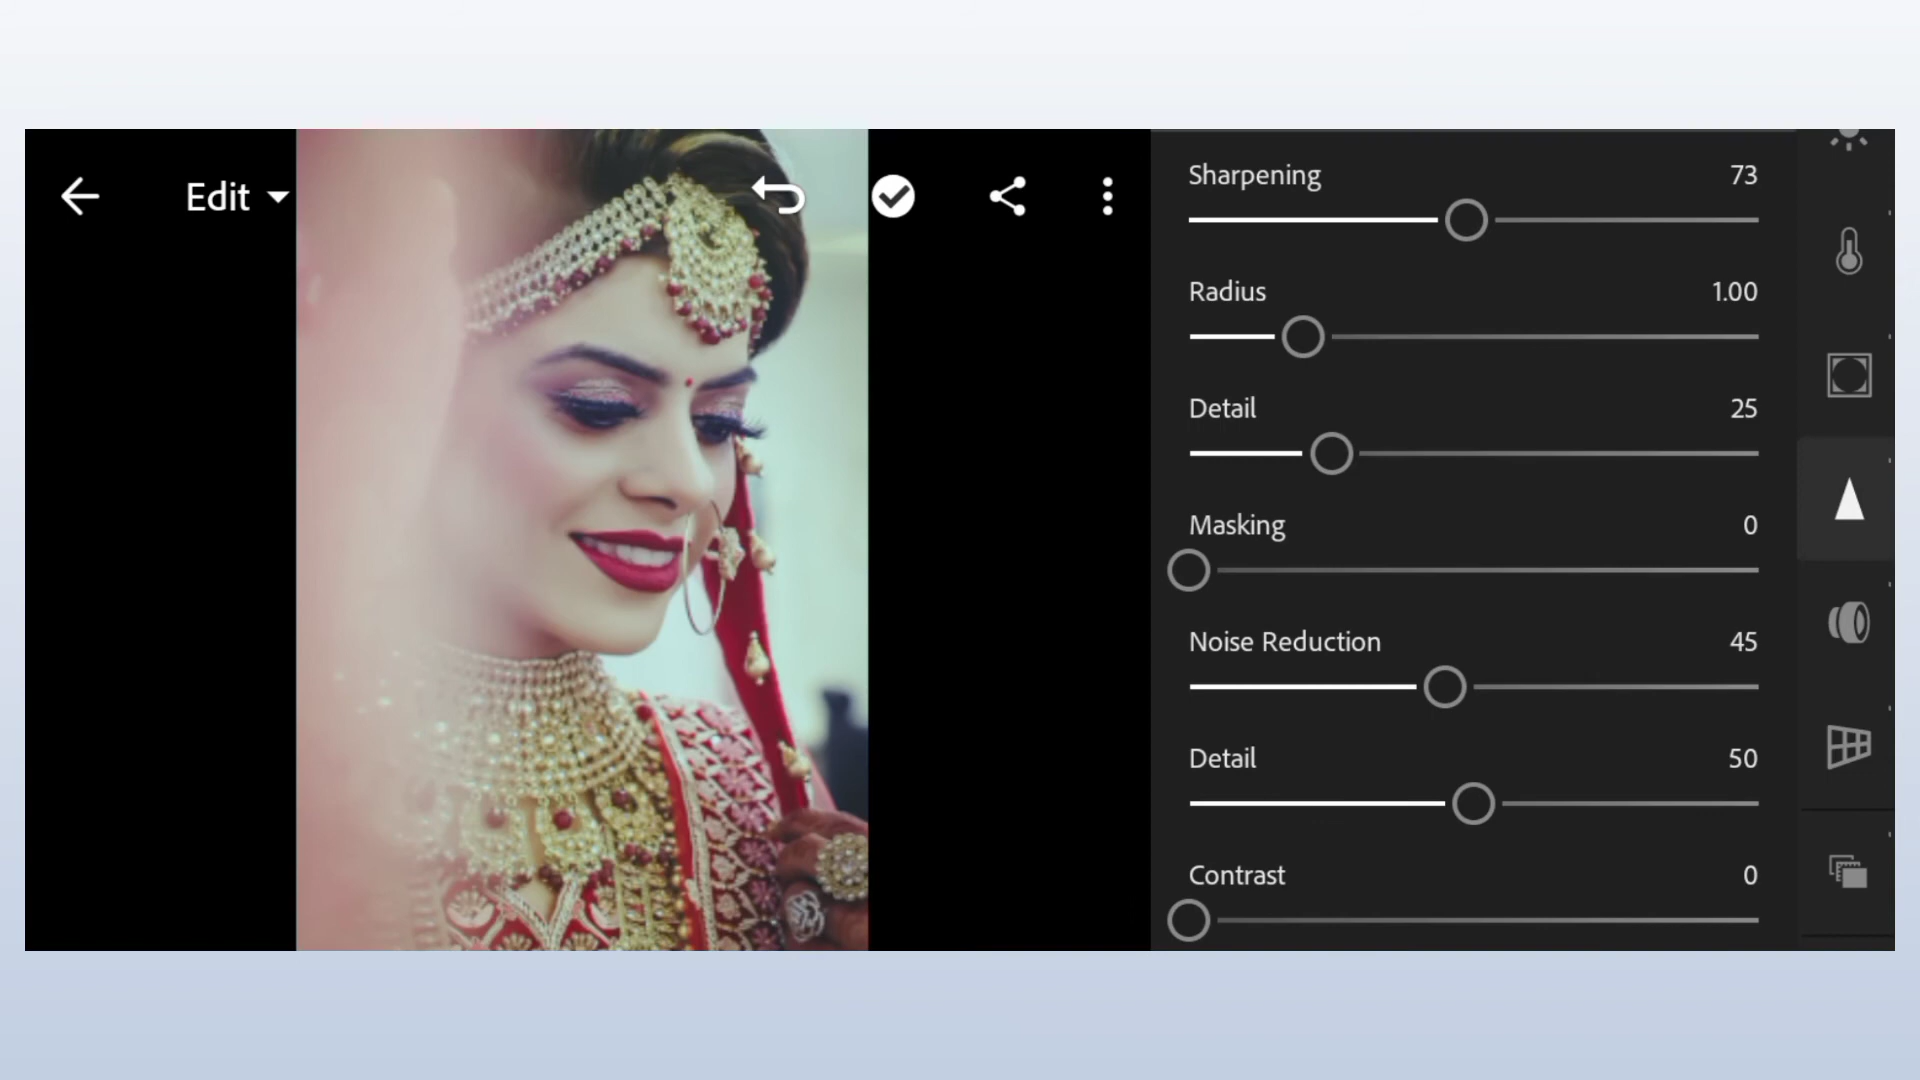 Edit
Sharpening 73
Radius 1.00
Detail 25
Masking 0
Noise Reduction 45
Detail 50
Contrast 0